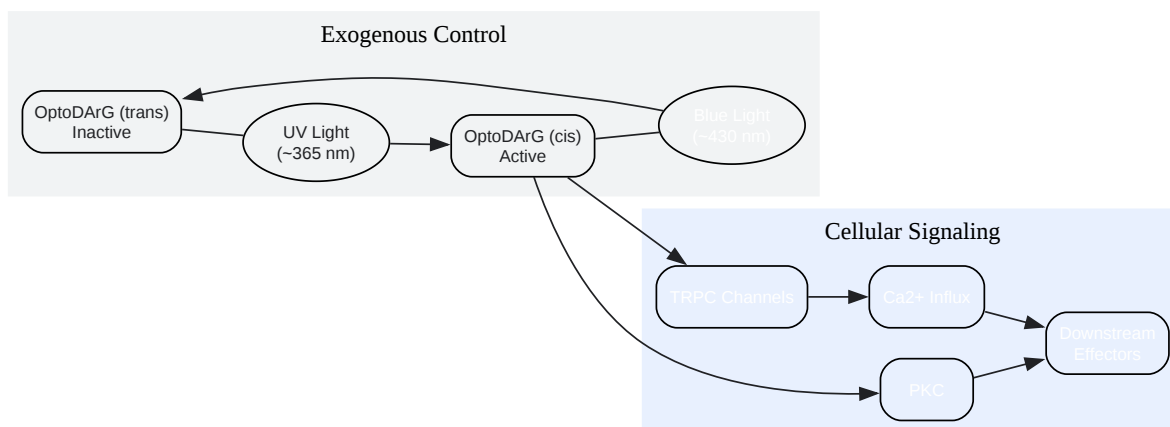 Exogenous Control
OptoDArG (trans)
Inactive
UV Light
(~365 nm)
OptoDArG (cis)
Active
Blue Light
(~430 nm)
Cellular Signaling
TRPC Channels
Ca2+ Influx
PKC
Downstream
Effectors